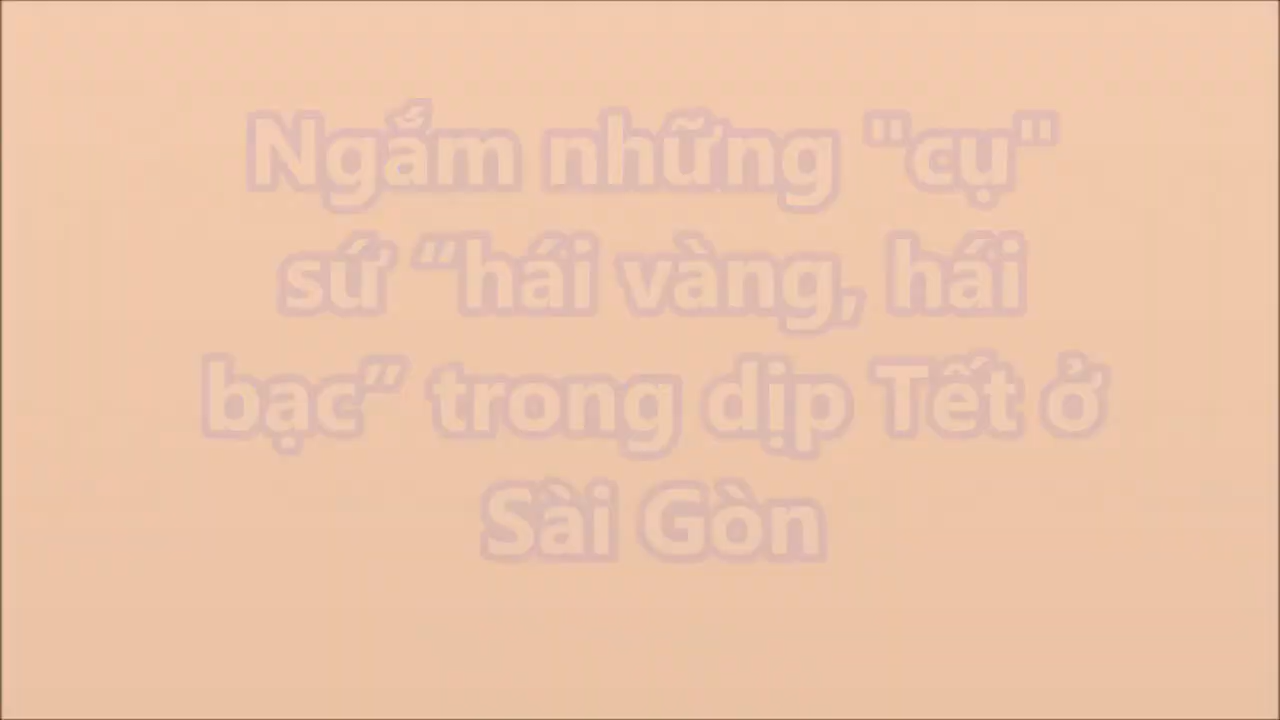 Ngắm những "cụ"
sứ “hái vàng, hái
bạc” trong dịp Tết ở
Sài Gòn